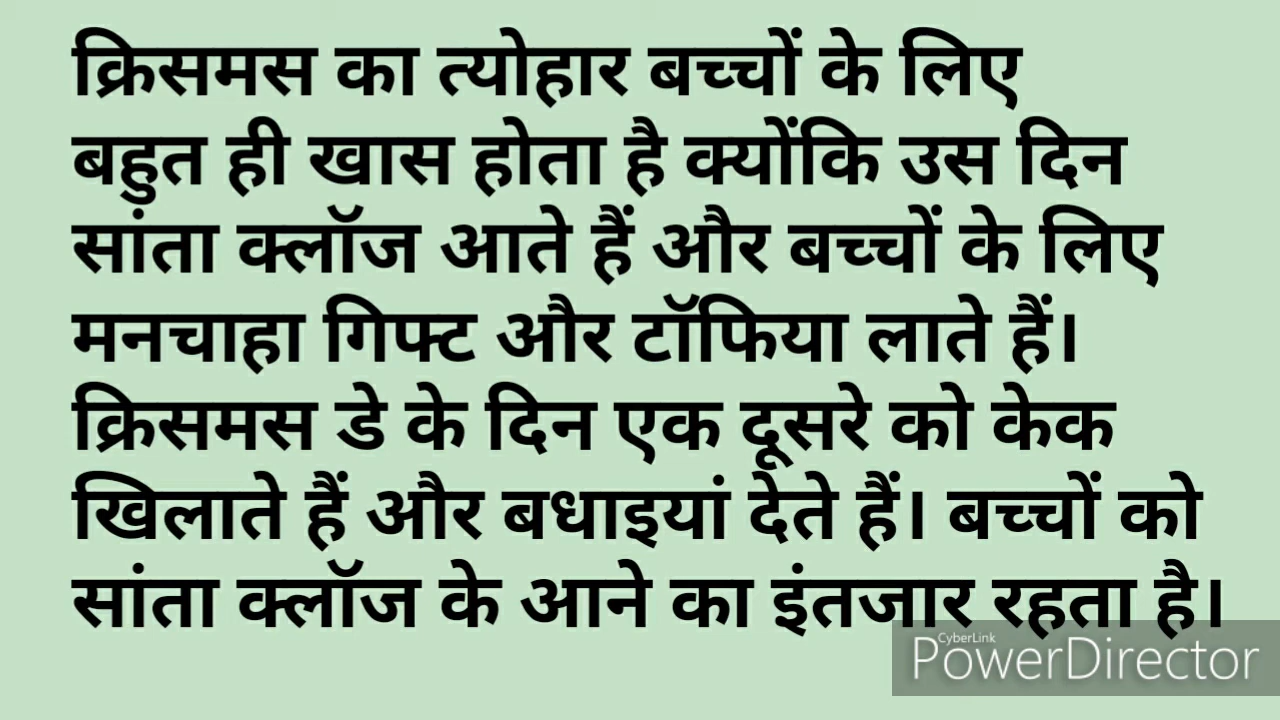 क्रिसमस का त्योहार बच्चों के लिए
बहुत ही खास होता है क्योंकि उस दिन
सांता क्लॉज आते हैं और बच्चों के लिए
मनचाहा गिफ्ट और टॉफिया लाते हैं।
क्रिसमस डे के दिन एक दूसरे को केक
खिलाते हैं और बधाइयां देते हैं। बच्चों को
सांता क्लॉज के आने का इंतजार रहता है।
CyberLink
PowerDirector